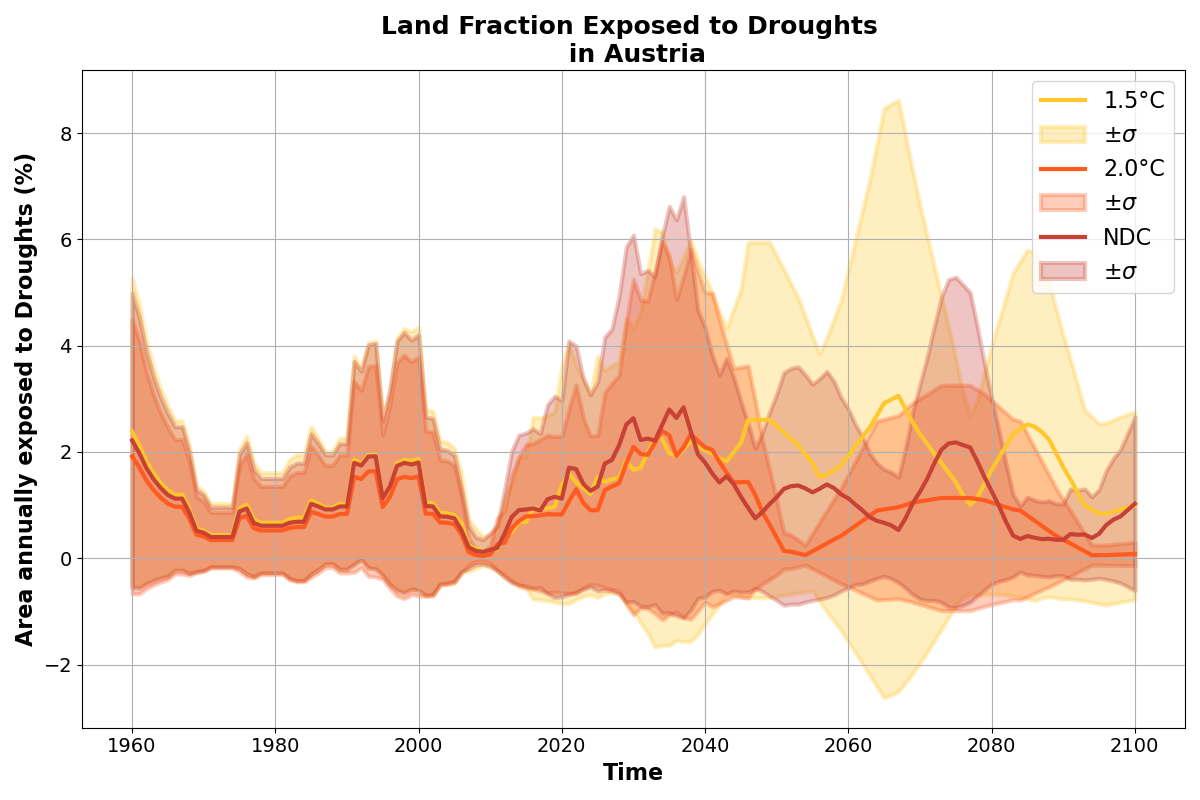 Land Fraction Exposed to Droughts
in Austria
Area annually exposed to Droughts (%)
8
6
4
2
0
−2
1960
1980
2000
2020
2040
2060
2080
2100
Time
1.5°C
±σ
2.0°C
±σ
NDC
±σ